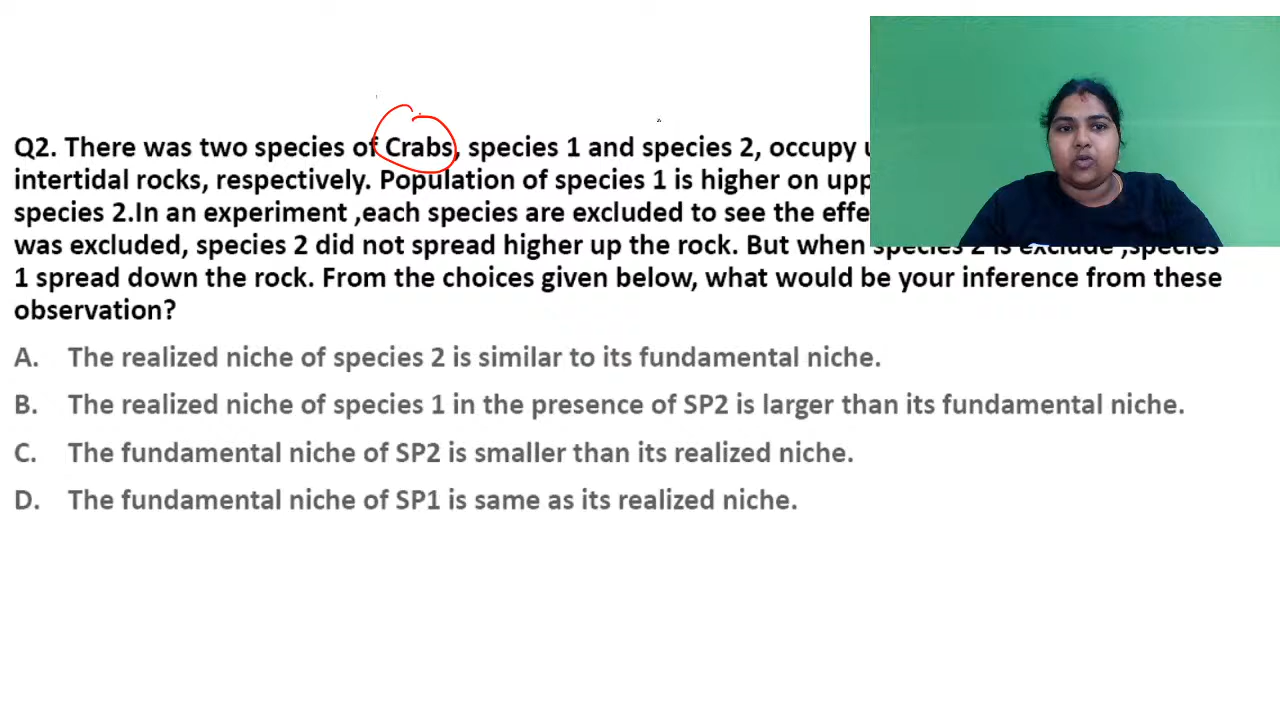 Q2. There was two species of Crabs, species 1 and species 2, occupy
intertidal rocks, respectively. Population of species 1 is higher on
species 2.In an experiment ,each species are excluded to see the
was excluded, species 2 did not spread higher up the rock. But when species 2 is exclude ,species
1 spread down the rock. From the choices given below, what would be your inference from these
observation?
A. The realized niche of species 2 is similar to its fundamental niche.
B. The realized niche of species 1 in the presence of SP2 is larger than its fundamental niche.
C. The fundamental niche of SP2 is smaller than its realized niche.
D. The fundamental niche of SP1 is same as its realized niche.